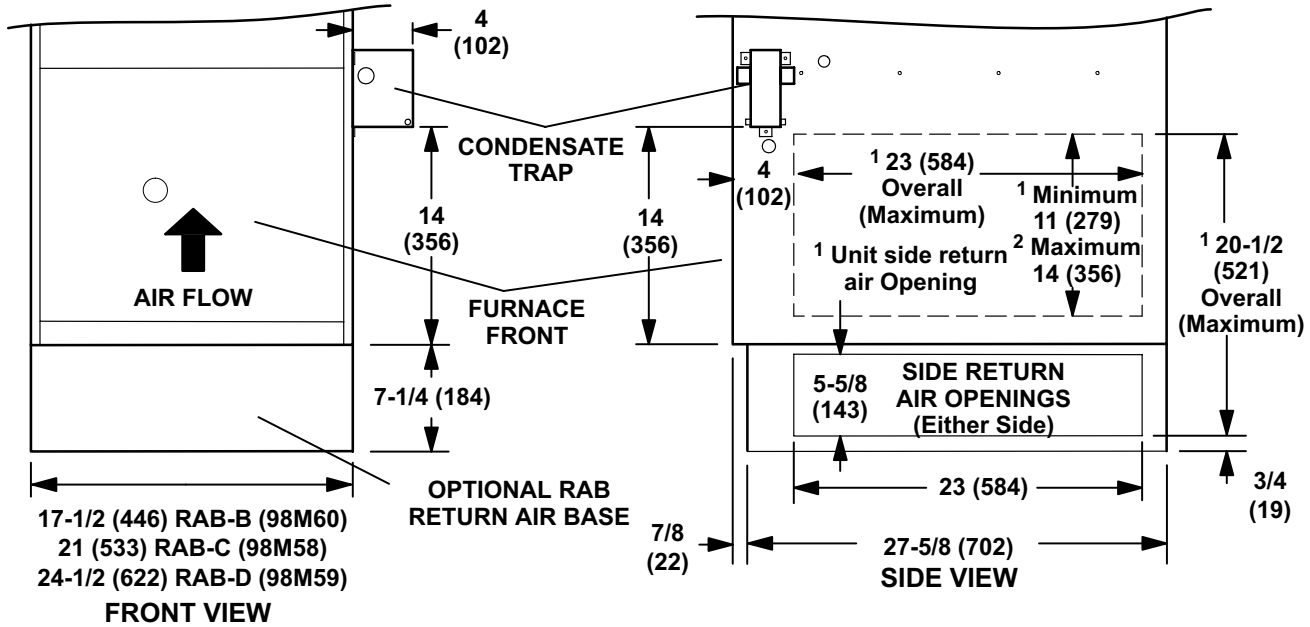 4
(102)
CONDENSATE
TRAP
14
(356)
AIR FLOW
FURNACE
FRONT
7-1/4 (184)
OPTIONAL RAB
RETURN AIR BASE
17-1/2 (446) RAB-B (98M60)
21 (533) RAB-C (98M58)
24-1/2 (622) RAB-D (98M59)
FRONT VIEW
4
(102)
14
(356)
1 23 (584)
Overall
(Maximum)
1 Minimum
11 (279)
2 Maximum
14 (356)
1 Unit side return
air Opening
1 20-1/2
(521)
Overall
(Maximum)
5-5/8
(143)
SIDE RETURN
AIR OPENINGS
(Either Side)
23 (584)
3/4
(19)
7/8
(22)
27-5/8 (702)
SIDE VIEW